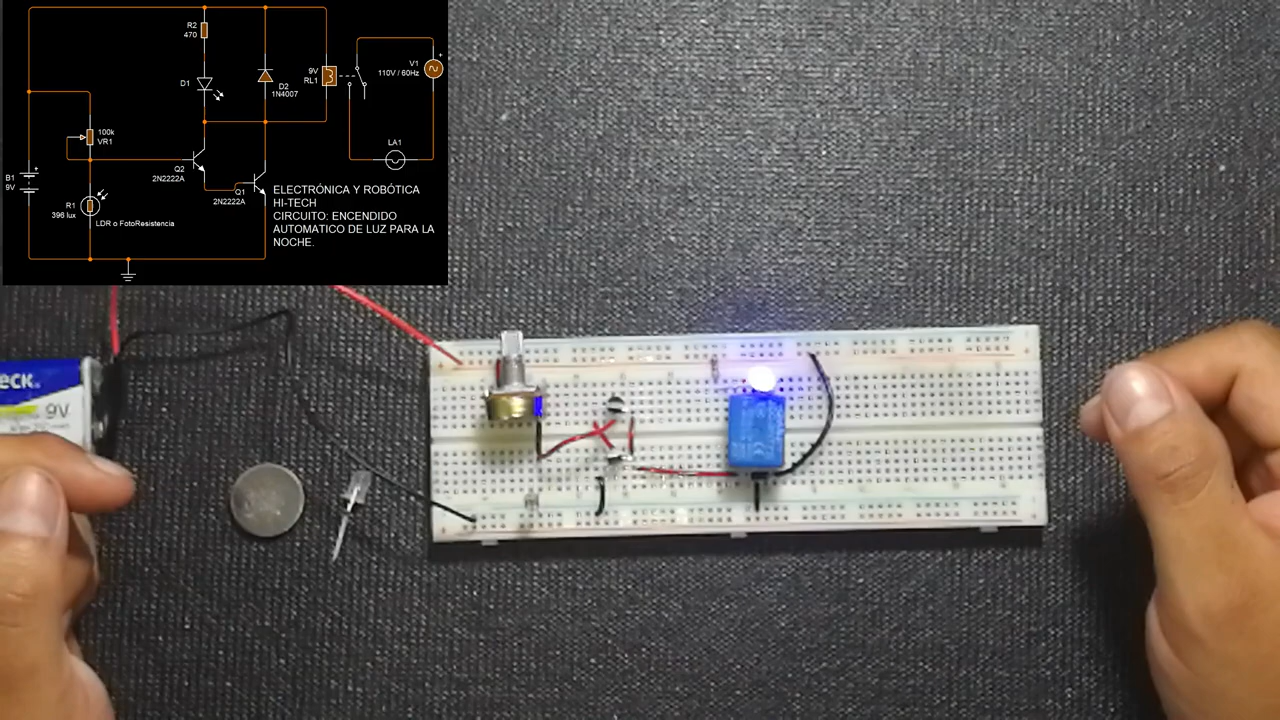 R2
470
D1
D2
1N4007
9V
RL1
V1
110V / 60Hz
+
100k
VR1
LA1
Q2
2N2222A
B1
9V
+
Q1
2N2222A
R1
396 lux
LDR o FotoResistencia
ELECTRÓNICA Y ROBÓTICA
HI-TECH
CIRCUITO: ENCENDIDO
AUTOMATICO DE LUZ PARA LA
NOCHE.
ECK
9V